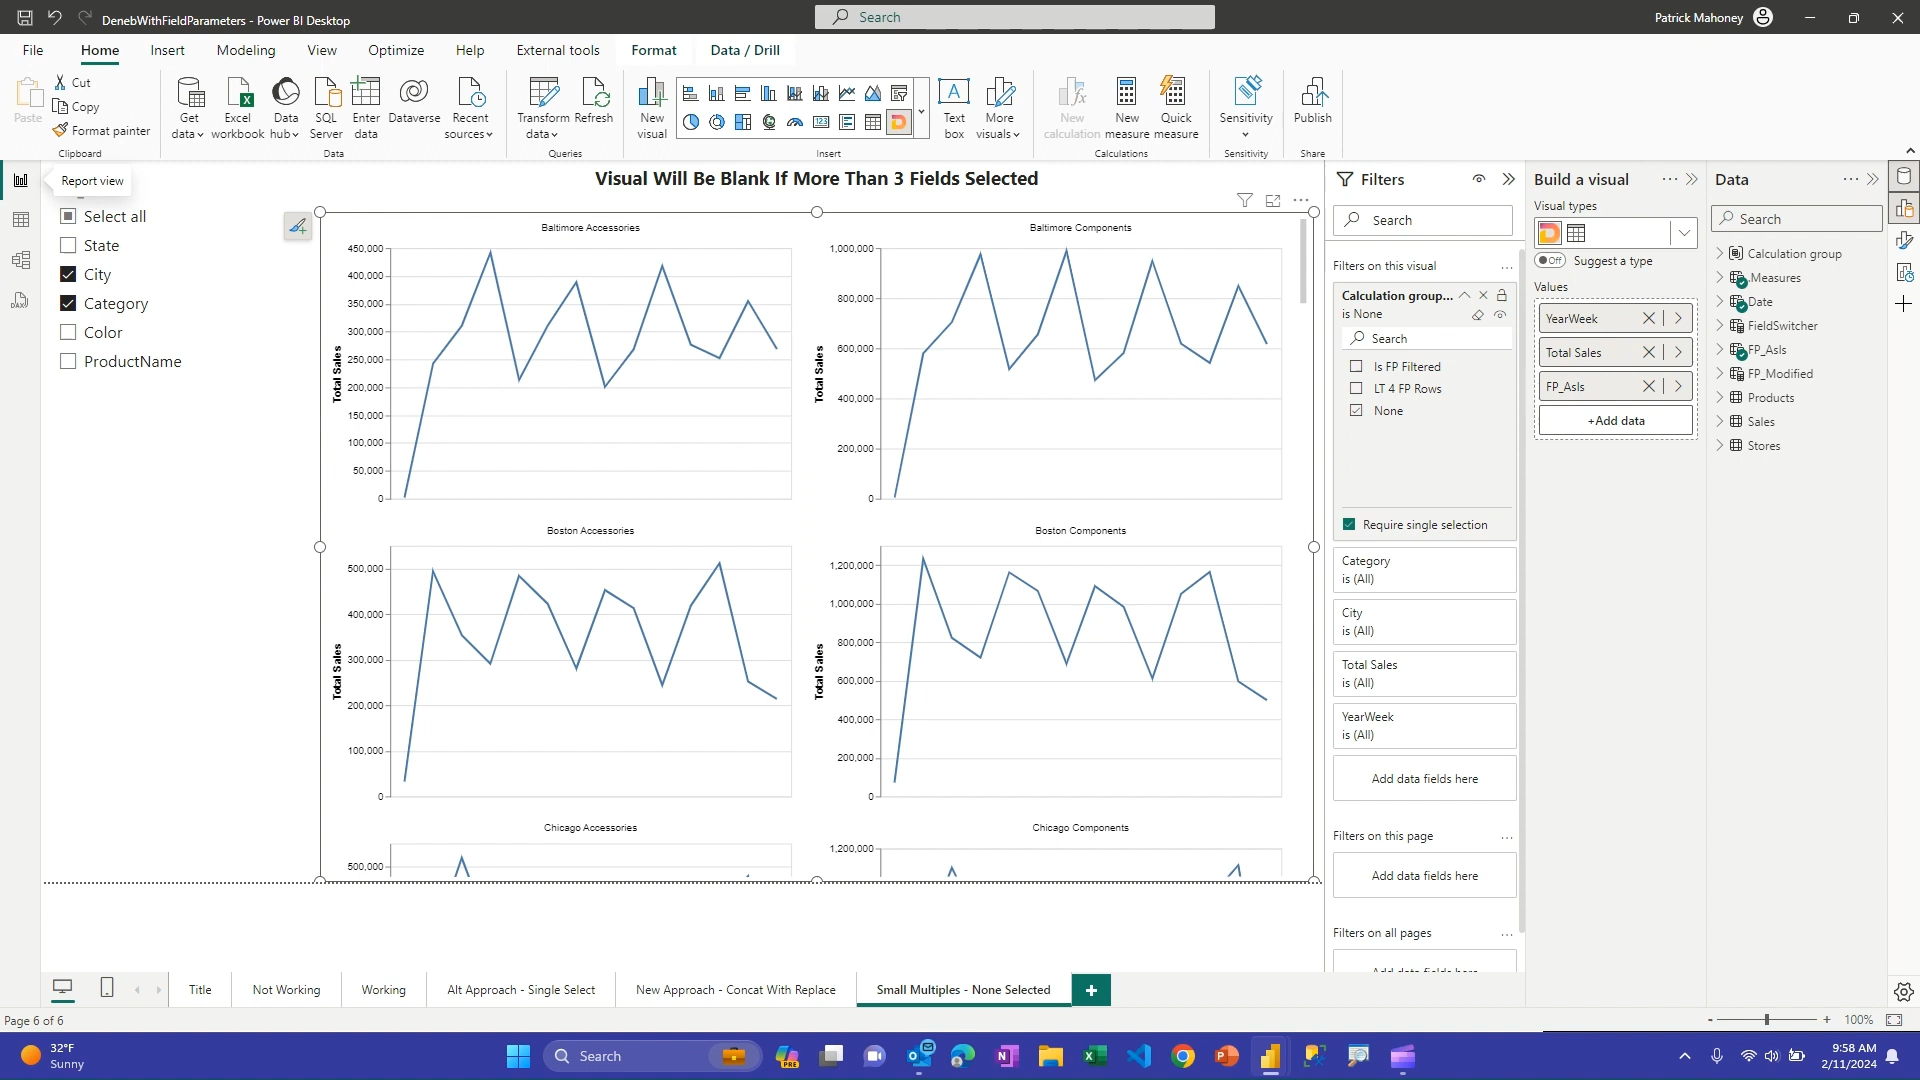 DenebWithFieldParameters - Power BI Desktop
Search
Patrick Mahoney
File
Home
Insert
Modeling
View
Optimize
Help
External tools
Format
Data / Drill
Paste
Cut
Copy
Format painter
Clipboard
Get data
Excel workbook
Data hub
SQL Server
Enter data
Dataverse
Recent sources
Data
Transform data
Refresh
Queries
New visual
Text box
More visuals
Insert
New calculation
New measure
Quick measure
Calculations
Sensitivity
Sensitivity
Publish
Share
Report view
Select all
State
City
Category
Color
ProductName
Visual Will Be Blank If More Than 3 Fields Selected
Baltimore Accessories
Total Sales
450,000
400,000
350,000
300,000
250,000
200,000
150,000
100,000
50,000
0
Baltimore Components
Total Sales
1,000,000
800,000
600,000
400,000
200,000
0
Boston Accessories
Total Sales
500,000
400,000
300,000
200,000
100,000
0
Boston Components
Total Sales
1,200,000
1,000,000
800,000
600,000
400,000
200,000
0
Chicago Accessories
500,000
Chicago Components
1,200,000
Filters
Search
Filters on this visual
Calculation group...
is None
Search
Is FP Filtered
LT 4 FP Rows
None
Require single selection
Category
is (All)
City
is (All)
Total Sales
is (All)
YearWeek
is (All)
Add data fields here
Filters on this page
Add data fields here
Filters on all pages
Add data fields here
Build a visual
Visual types
Off
Suggest a type
Values
YearWeek
Total Sales
FP_AsIs
+Add data
Data
Search
Calculation group
.Measures
Date
FieldSwitcher
FP_AsIs
FP_Modified
Products
Sales
Stores
Title
Not Working
Working
Alt Approach - Single Select
New Approach - Concat With Replace
Small Multiples - None Selected
+
Page 6 of 6
- + 100%
32°F
Sunny
Search
PRE
9:58 AM
2/11/2024